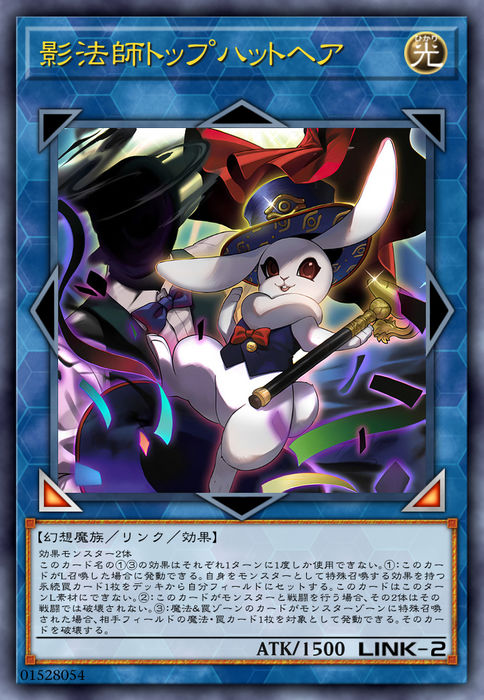 影法師トップハットヘア
ひかり
光
【幻想魔族／リンク／効果】
効果モンスター2体
このカード名の①③の効果はそれぞれ1ターンに1度しか使用できない。①：このカー
ドがL召喚した場合に発動できる。自身をモンスターとして特殊召喚する効果を持つ
永続罠カード1枚をデッキから自分フィールドにセットする。このカードはこのター
ンL素材にできない。②：このカードがモンスターと戦闘を行う場合、その2体はその
戦闘では破壊されない。③：魔法&罠ゾーンのカードがモンスターゾーンに特殊召喚
された場合、相手フィールドの魔法・罠カード1枚を対象として発動できる。そのカー
ドを破壊する。
ATK/1500 LINK-2
01528054